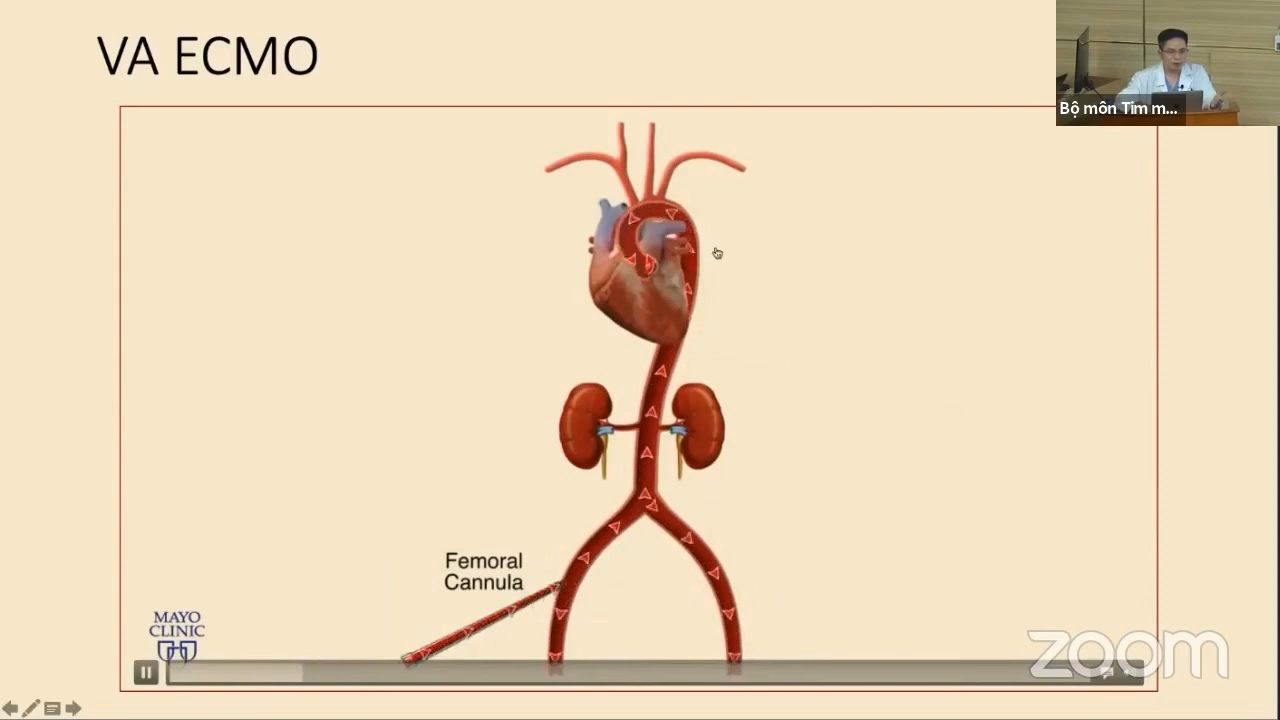 VA ECMO
Bộ môn Tim m...
Femoral
Cannula
MAYO
CLINIC
zoom